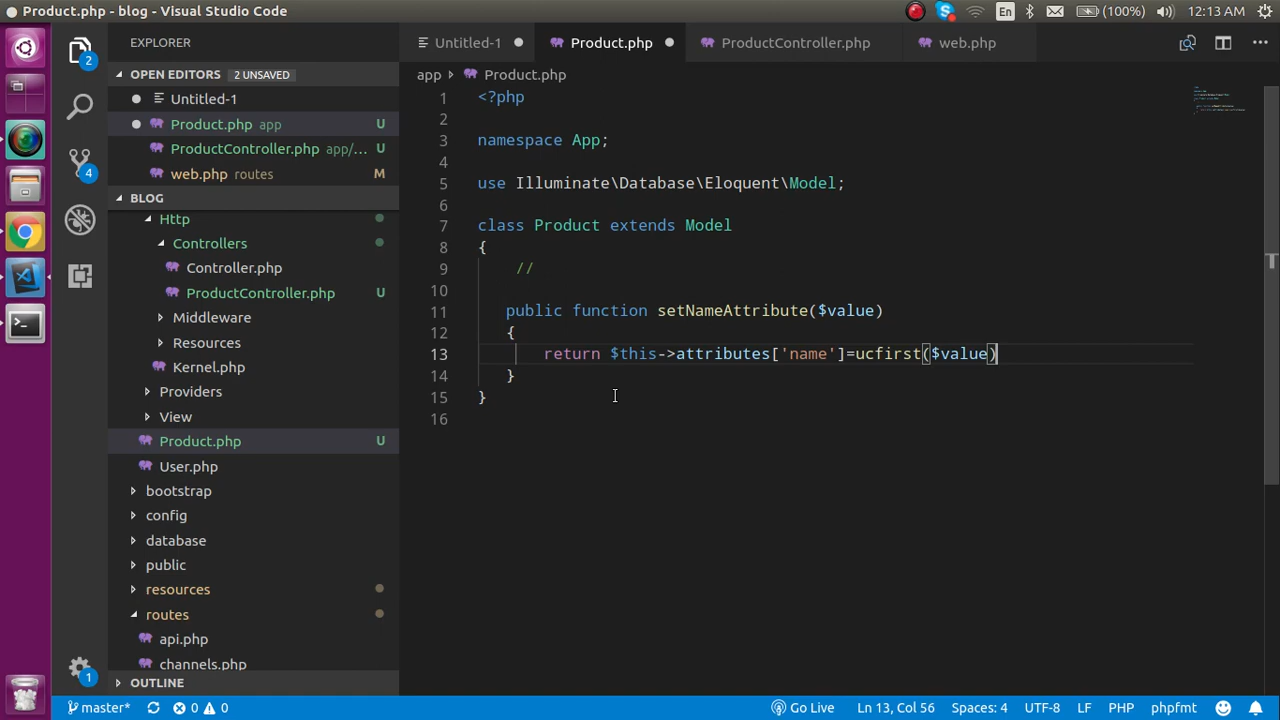 Product.php - blog - Visual Studio Code
En
(100%)
12:13 AM
2
4
1
EXPLORER
OPEN EDITORS 2 UNSAVED
Untitled-1
Product.php app U
ProductController.php app/... U
web.php routes M
BLOG
Http
Controllers
Controller.php
ProductController.php U
Middleware
Resources
Kernel.php
Providers
View
Product.php U
User.php
bootstrap
config
database
public
resources
routes
api.php
channels.php
OUTLINE
Untitled-1 Product.php ProductController.php web.php
app Product.php
1 <?php
2
3 namespace App;
4
5 use Illuminate\Database\Eloquent\Model;
6
7 class Product extends Model
8 {
9 //
10
11 public function setNameAttribute($value)
12 {
13 return $this->attributes['name']=ucfirst($value)
14 }
15 }
16
master* 0 0 Go Live Ln 13, Col 56 Spaces: 4 UTF-8 LF PHP phpfmt